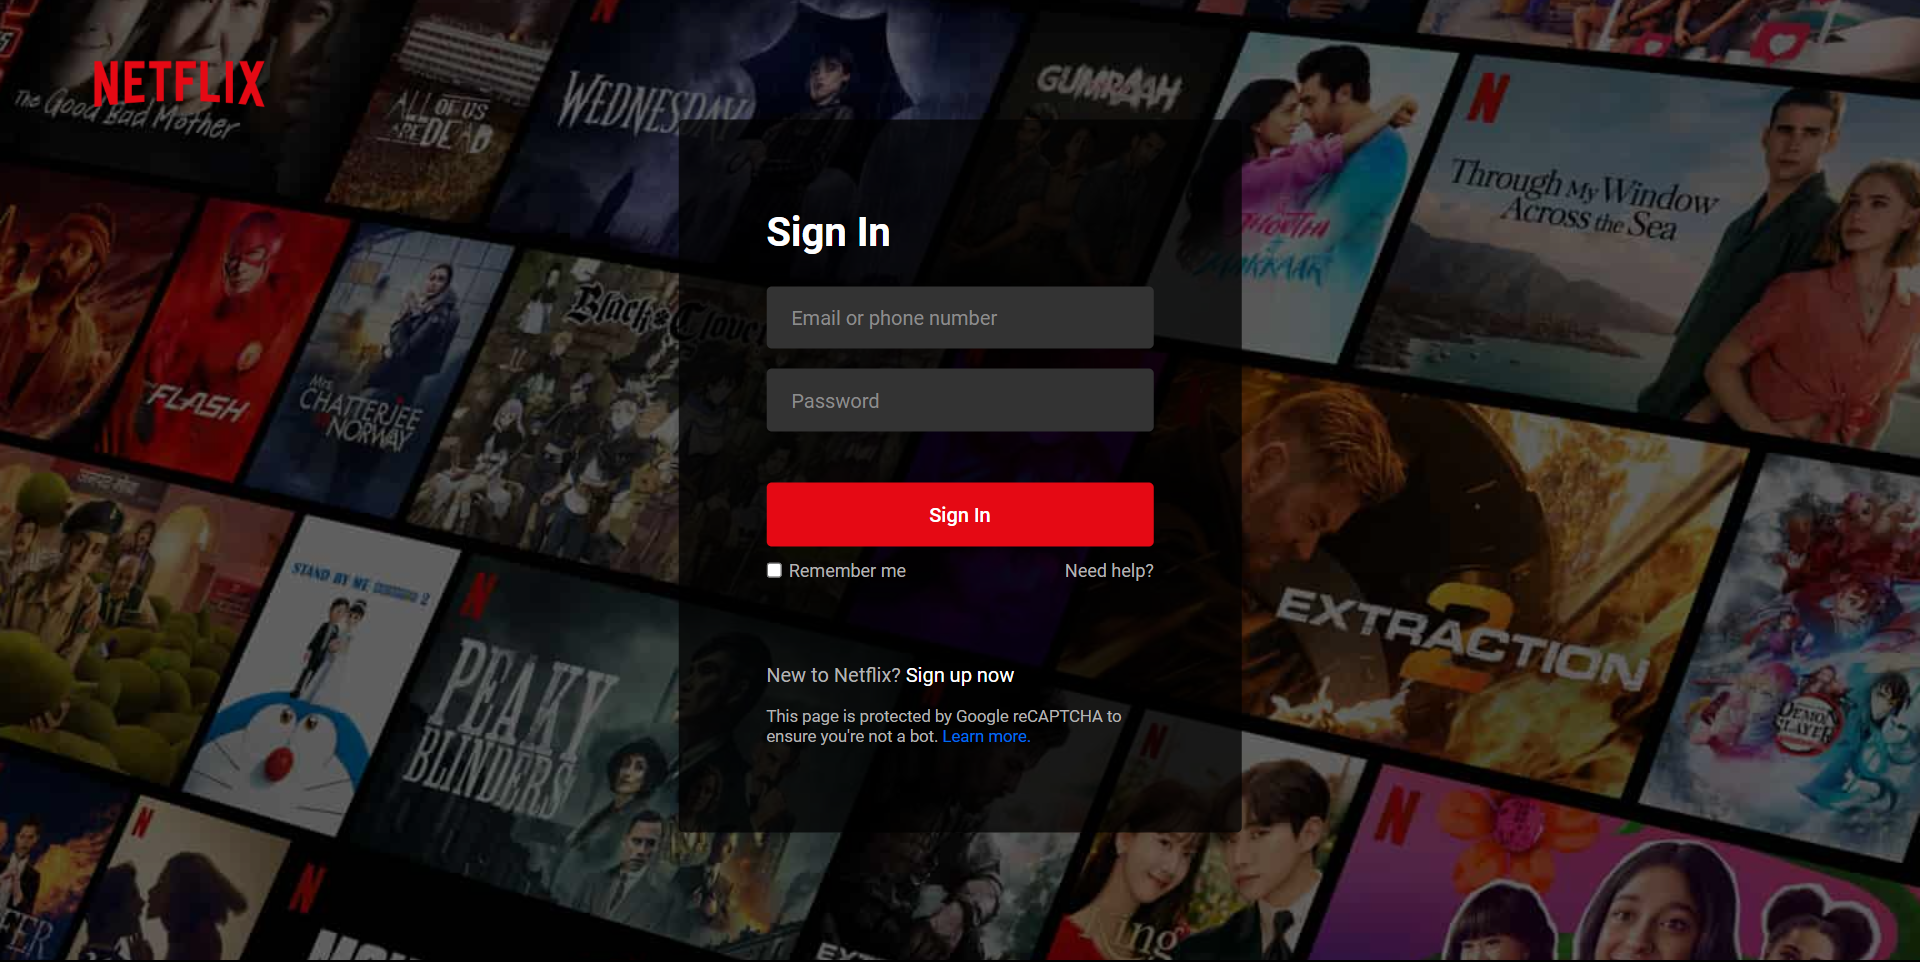 NETFLIX
The Good Bad Mother
ALL OF US
ARE DEAD
WEDNESDAY
GUMRAAH
Through My Window
Across the Sea
Sign In
Email or phone number
Password
Sign In
Remember me
Need help?
New to Netflix? Sign up now
This page is protected by Google reCAPTCHA to
ensure you're not a bot. Learn more.
THE FLASH
MRS.
CHATTERJEE
NORWAY
Black Clover
STAND BY ME
2
PEAKY
BLINDERS
EXTRACTION
2
DEMON
SLAYER